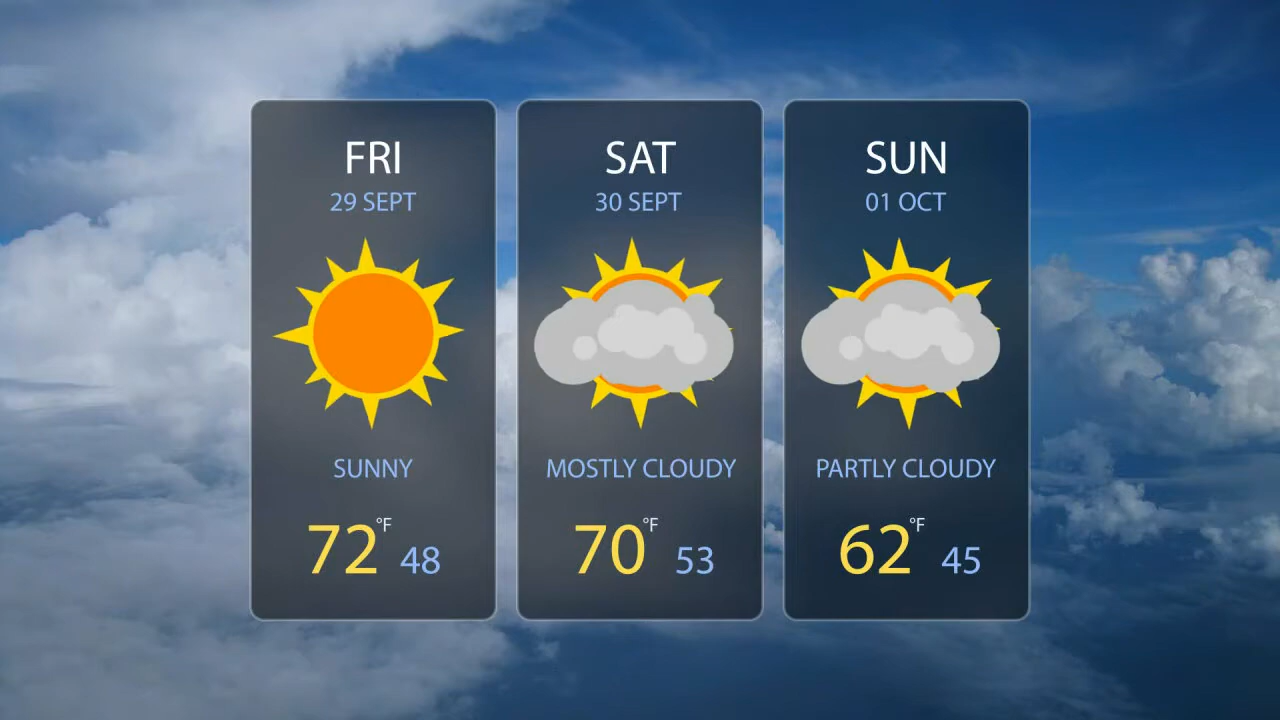 FRI
29 SEPT
SUNNY
72°F 48
SAT
30 SEPT
MOSTLY CLOUDY
70°F 53
SUN
01 OCT
PARTLY CLOUDY
62°F 45